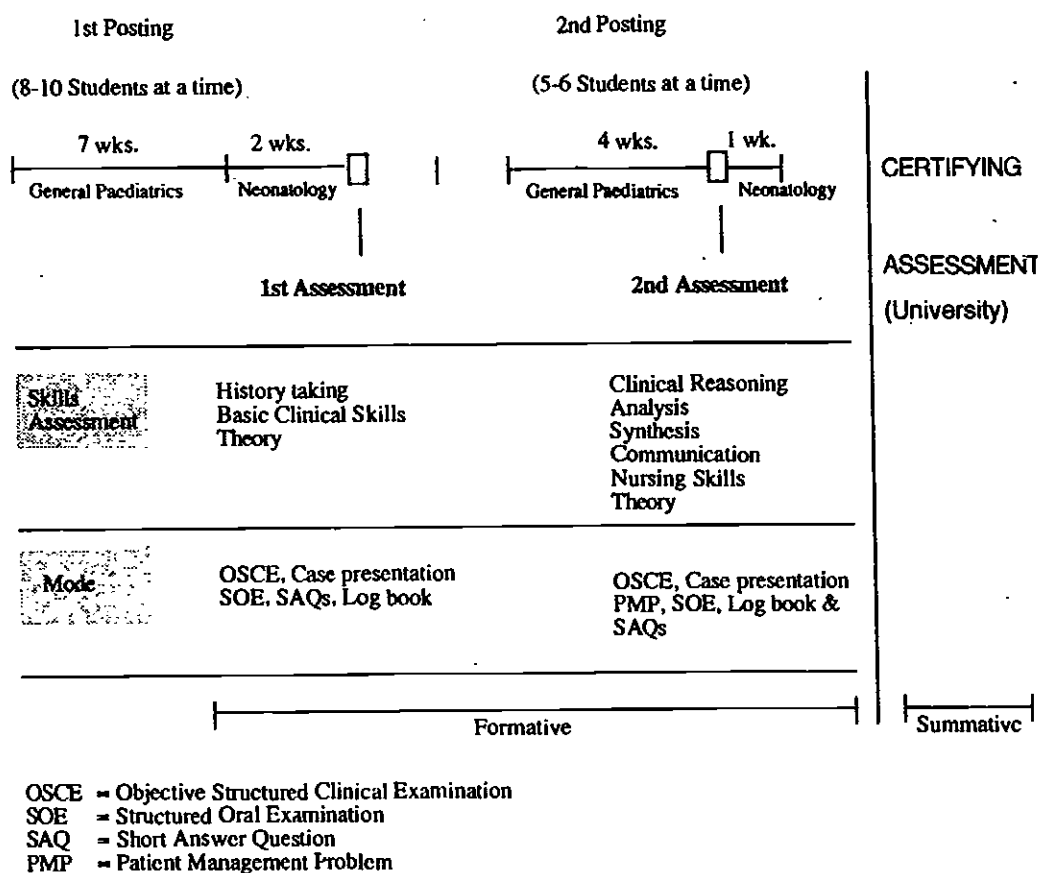 1st Posting
2nd Posting
(8-10 Students at a time)
(5-6 Students at a time)
7 wks.
2 wks.
4 wks.
1 wk.
General Paediatrics
Neonatology
General Paediatrics
Neonatology
CERTIFYING
ASSESSMENT
(University)
1st Assessment
2nd Assessment
Skills
Assessment
History taking
Basic Clinical Skills
Theory
Clinical Reasoning
Analysis
Synthesis
Communication
Nursing Skills
Theory
Mode
OSCE, Case presentation
SOE, SAQs, Log book
OSCE, Case presentation
PMP, SOE, Log book &
SAQs
Formative
Summative
OSCE = Objective Structured Clinical Examination
SOE = Structured Oral Examination
SAQ = Short Answer Question
PMP = Patient Management Problem